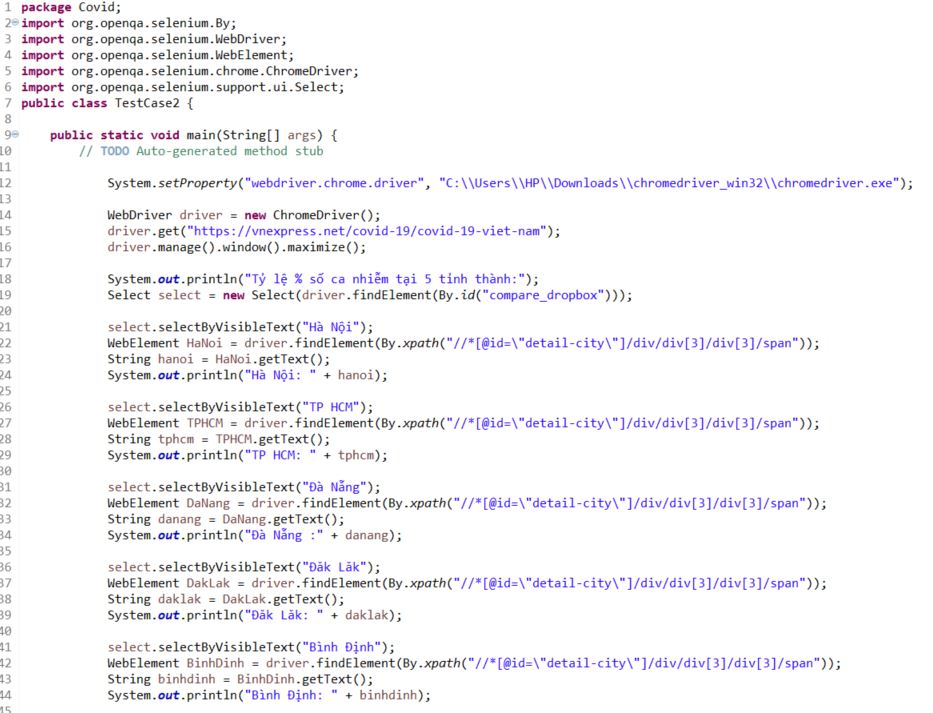 1 package Covid;
2 import org.openqa.selenium.By;
3 import org.openqa.selenium.WebDriver;
4 import org.openqa.selenium.WebElement;
5 import org.openqa.selenium.chrome.ChromeDriver;
6 import org.openqa.selenium.support.ui.Select;
7 public class TestCase2 {
8
9 public static void main(String[] args) {
10 // TODO Auto-generated method stub
11
12 System.setProperty("webdriver.chrome.driver", "C:\\Users\\HP\\Downloads\\chromedriver_win32\\chromedriver.exe");
13
14 WebDriver driver = new ChromeDriver();
15 driver.get("https://vnexpress.net/covid-19/covid-19-viet-nam");
16 driver.manage().window().maximize();
17
18 System.out.println("Tỷ lệ % số ca nhiễm tại 5 tỉnh thành:");
19 Select select = new Select(driver.findElement(By.id("compare_dropbox")));
20
21 select.selectByVisibleText("Hà Nội");
22 WebElement HaNoi = driver.findElement(By.xpath("//*[@id=\"detail-city\"]/div/div[3]/div[3]/span"));
23 String hanoi = HaNoi.getText();
24 System.out.println("Hà Nội: " + hanoi);
25
26 select.selectByVisibleText("TP HCM");
27 WebElement TPHCM = driver.findElement(By.xpath("//*[@id=\"detail-city\"]/div/div[3]/div[3]/span"));
28 String tphcm = TPHCM.getText();
29 System.out.println("TP HCM: " + tphcm);
30
31 select.selectByVisibleText("Đà Nẵng");
32 WebElement DaNang = driver.findElement(By.xpath("//*[@id=\"detail-city\"]/div/div[3]/div[3]/span"));
33 String danang = DaNang.getText();
34 System.out.println("Đà Nẵng :" + danang);
35
36 select.selectByVisibleText("Đăk Lăk");
37 WebElement DakLak = driver.findElement(By.xpath("//*[@id=\"detail-city\"]/div/div[3]/div[3]/span"));
38 String daklak = DakLak.getText();
39 System.out.println("Đăk Lăk: " + daklak);
40
41 select.selectByVisibleText("Bình Định");
42 WebElement BinhDinh = driver.findElement(By.xpath("//*[@id=\"detail-city\"]/div/div[3]/div[3]/span"));
43 String binhdinh = BinhDinh.getText();
44 System.out.println("Bình Định: " + binhdinh);
45